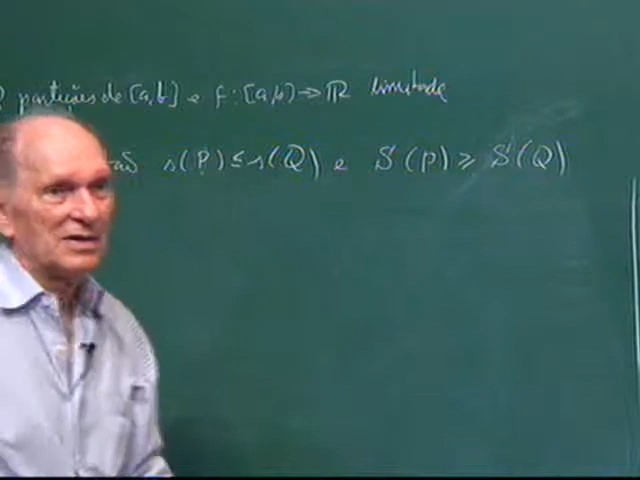 partições de [a,b] e f: [a,b] → ℝ limitada
s(P) ≤ s(Q) e S(P) ≥ S(Q)